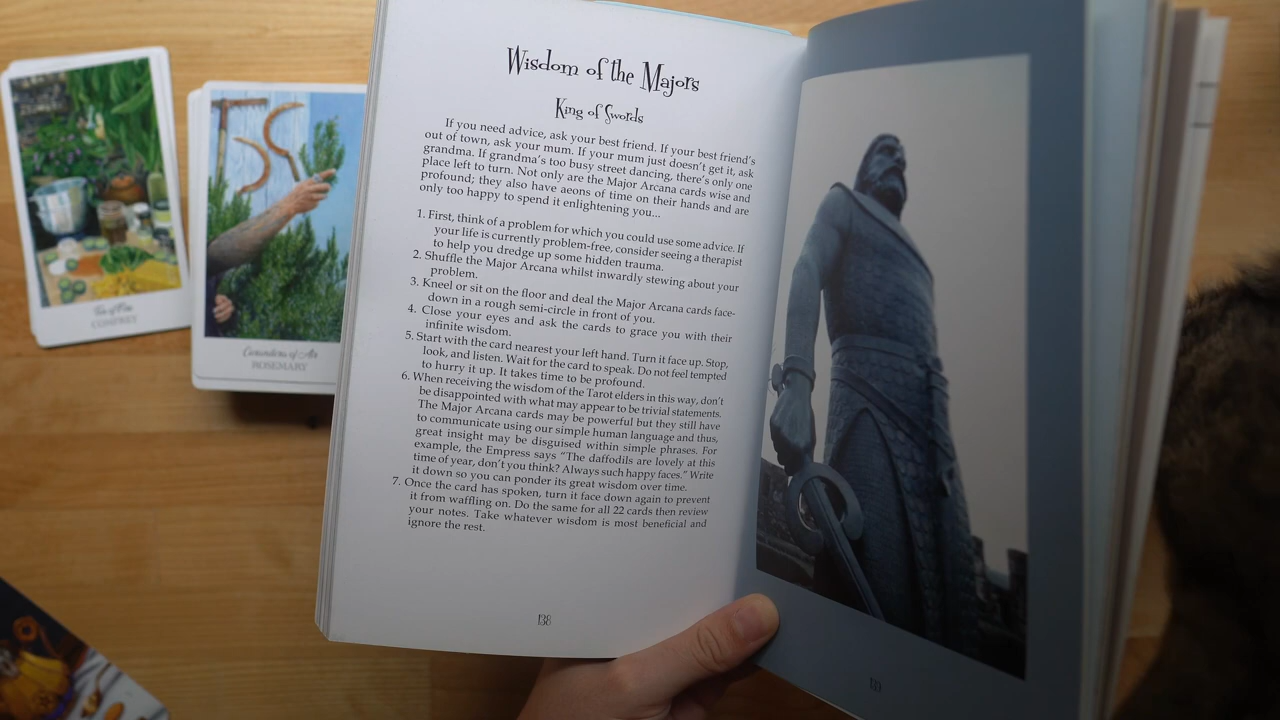 Wisdom of the Majors
King of Swords
If you need advice, ask your best friend. If your best friend's
out of town, ask your mum. If your mum just doesn't get it, ask
grandma. If grandma's too busy street dancing, there's only one
place left to turn. Not only are the Major Arcana cards wise and
profound; they also have aeons of time on their hands and are
only too happy to spend it enlightening you...
1. First, think of a problem for which you could use some advice. If
your life is currently problem-free, consider seeing a therapist
to help you dredge up some hidden trauma.
2. Shuffle the Major Arcana whilst inwardly stewing about your
problem.
3. Kneel or sit on the floor and deal the Major Arcana cards face-
down in a rough semi-circle in front of you.
4. Close your eyes and ask the cards to grace you with their
infinite wisdom.
5. Start with the card nearest your left hand. Turn it face up. Stop,
look, and listen. Wait for the card to speak. Do not feel tempted
to hurry it up. It takes time to be profound.
6. When receiving the wisdom of the Tarot elders in this way, don't
be disappointed with what may appear to be trivial statements.
The Major Arcana cards may be powerful but they still have
to communicate using our simple human language and thus,
great insight may be disguised within simple phrases. For
example, the Empress says "The daffodils are lovely at this
time of year, don't you think? Always such happy faces." Write
it down so you can ponder its great wisdom over time.
7. Once the card has spoken, turn it face down again to prevent
it from waffling on. Do the same for all 22 cards then review
your notes. Take whatever wisdom is most beneficial and
ignore the rest.
138
COMFREY
of Air
ROSEMARY